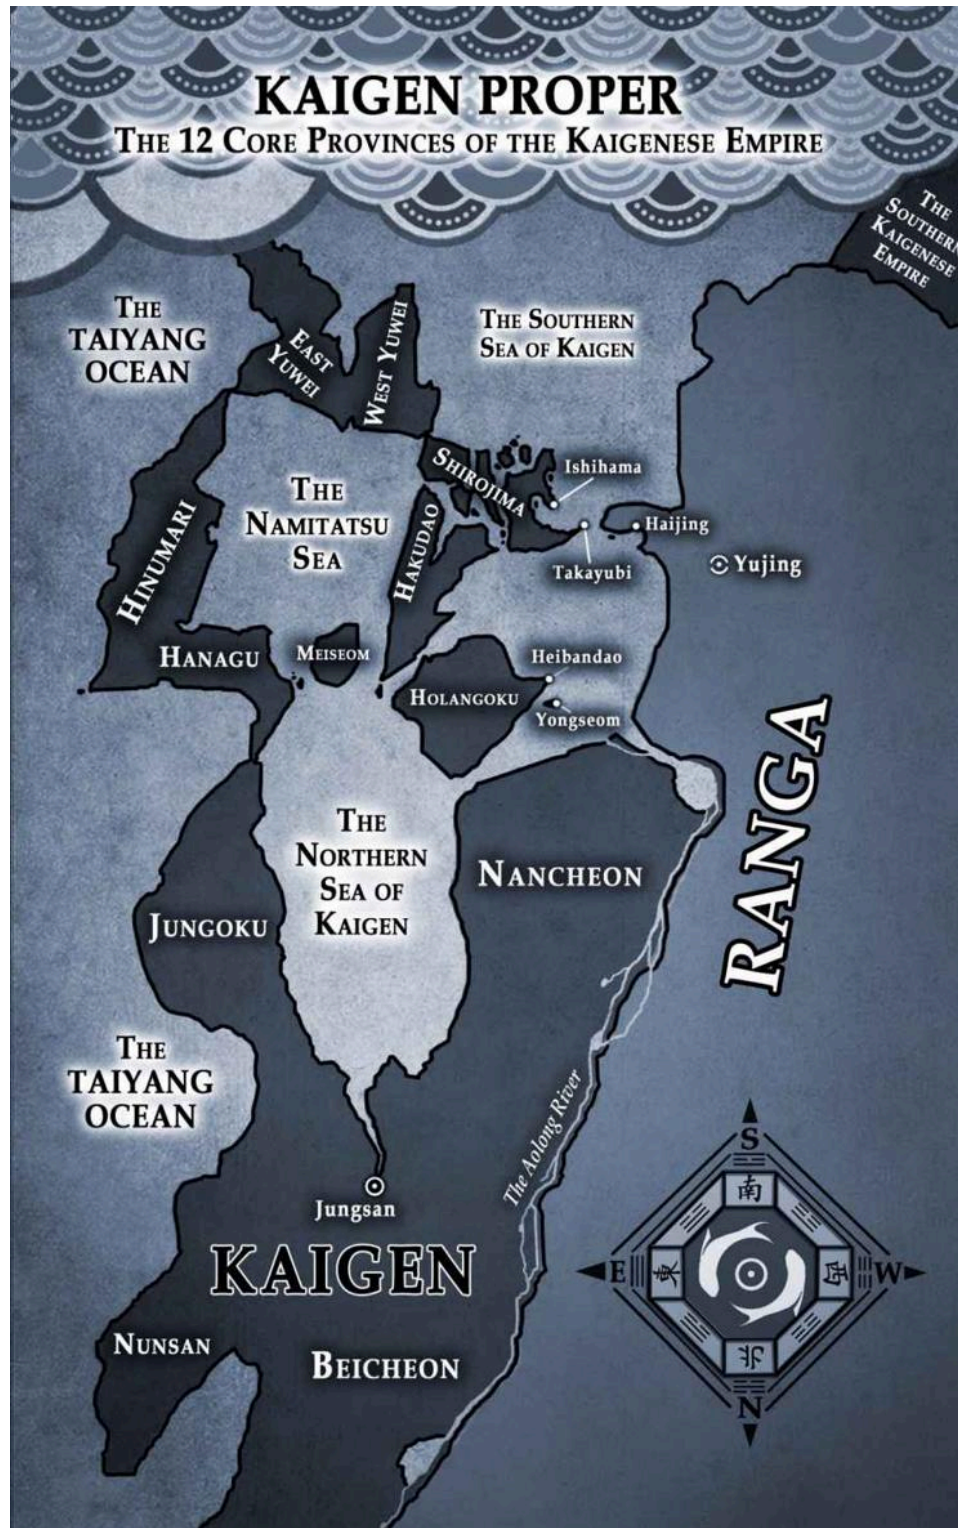 KAIGEN PROPER
THE 12 CORE PROVINCES OF THE KAIGENESE EMPIRE
THE
SOUTHERN
KAIGENESE
EMPIRE
THE
TAIYANG
OCEAN
EAST
YUWEI
WEST YUWEI
THE SOUTHERN
SEA OF KAIGEN
THE
NAMITATSU
SEA
SHIROJIMA
Ishihama
HINUMARI
HAKUDAO
Haijing
Takayubi
Yujing
HANAGU
MEISEOM
Heibandao
HOLANGOKU
Yongseom
RANGA
THE
NORTHERN
SEA OF
KAIGEN
NANCHEON
JUNGOKU
THE
TAIYANG
OCEAN
The Aolong River
Jungsan
KAIGEN
NUNSAN
BEICHEON
S
南
E
東
西
W
北
N